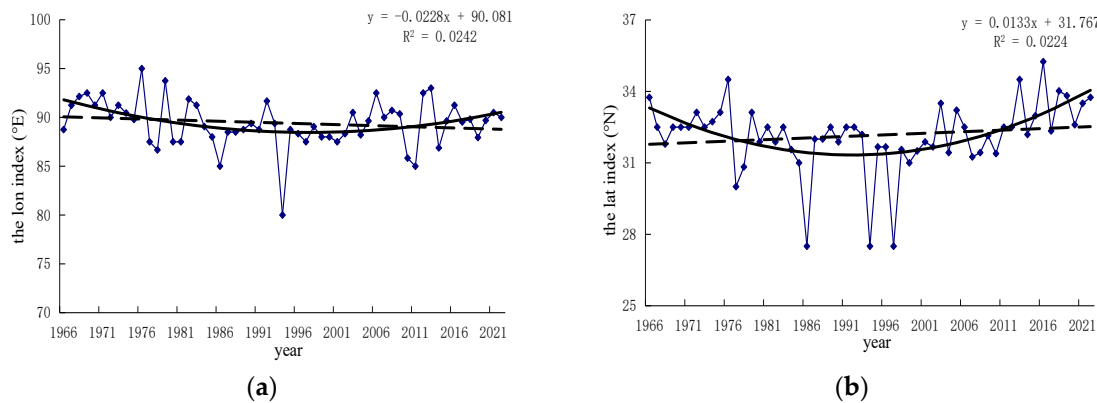 y = -0.0228x + 90.081
R² = 0.0242
the lon index (°E)
100
95
90
85
80
75
70
1966 1971 1976 1981 1986 1991 1996 2001 2006 2011 2016 2021
year
(a)
y = 0.0133x + 31.767
R² = 0.0224
the lat index (°N)
37
34
31
28
25
1966 1971 1976 1981 1986 1991 1996 2001 2006 2011 2016 2021
year
(b)